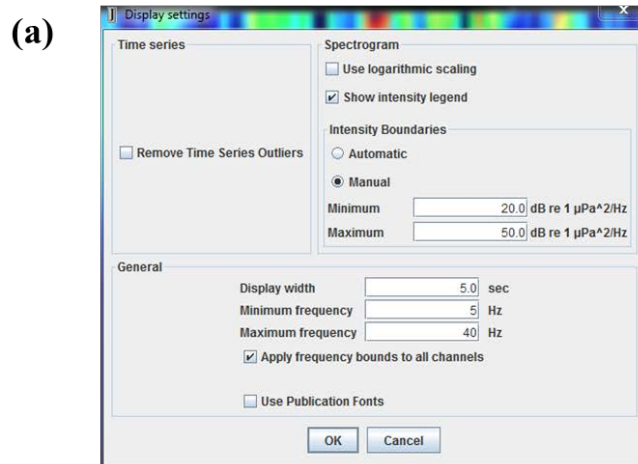 (a)
Display settings
Time series
Remove Time Series Outliers
Spectrogram
Use logarithmic scaling
Show intensity legend
Intensity Boundaries
Automatic
Manual
Minimum 20.0 dB re 1 µPa^2/Hz
Maximum 50.0 dB re 1 µPa^2/Hz
General
Display width 5.0 sec
Minimum frequency 5 Hz
Maximum frequency 40 Hz
Apply frequency bounds to all channels
Use Publication Fonts
OK Cancel